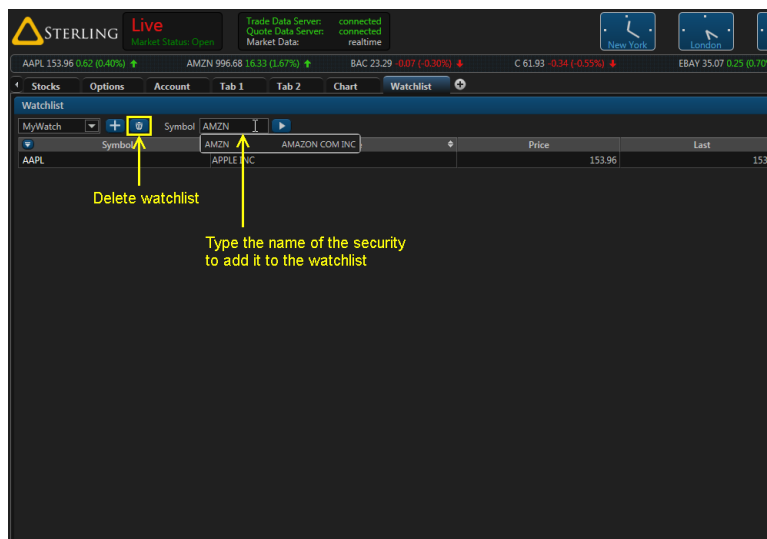 STERLING
Live
Market Status: Open
Trade Data Server: connected
Quote Data Server: connected
Market Data: realtime
New York
London
AAPL 153.96 0.62 (0.40%) AMZN 996.68 16.33 (1.67%) BAC 23.29 -0.07 (-0.30%) C 61.93 -0.34 (-0.55%) EBAY 35.07 0.25 (0.70
Stocks Options Account Tab 1 Tab 2 Chart Watchlist
Watchlist
MyWatch Symbol AMZN
Symbol Price Last
AMZN AMAZON COM INC
AAPL APPLE INC 153.96 153
Delete watchlist
Type the name of the security
to add it to the watchlist